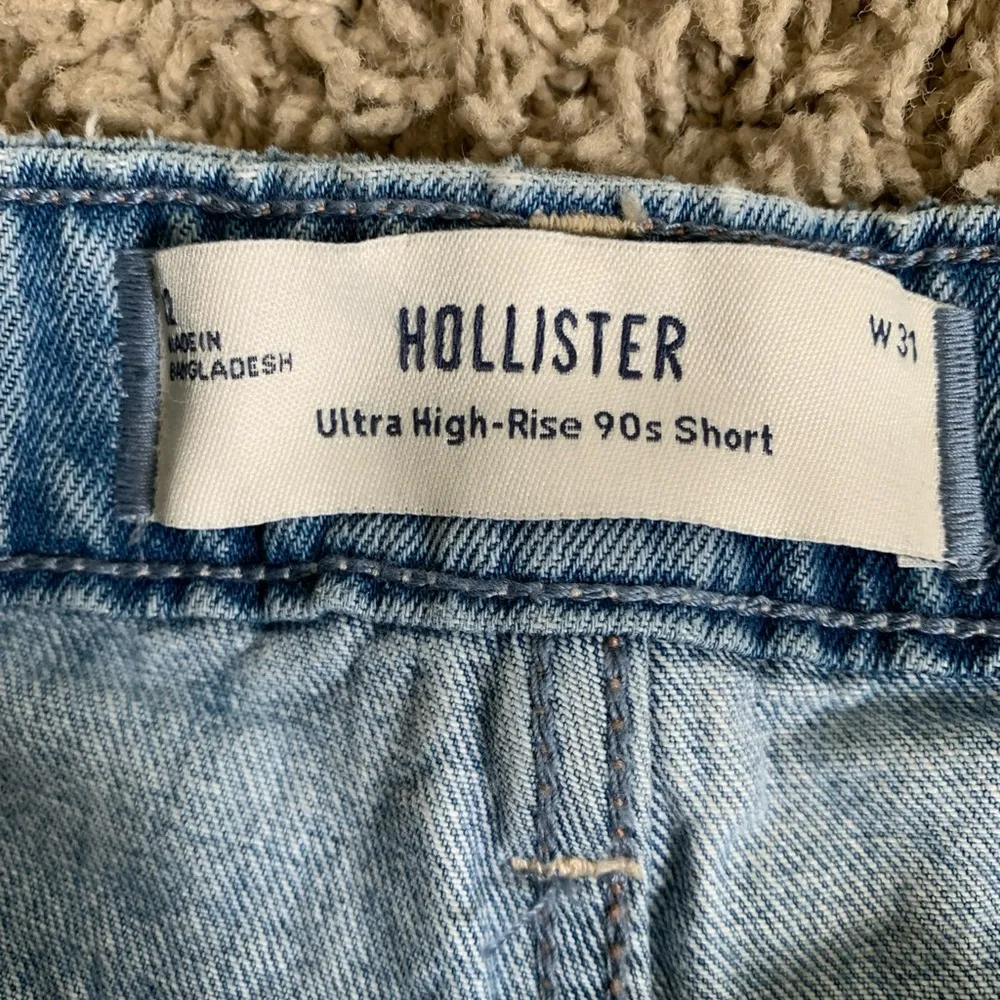 MADE IN
BANGLADESH
HOLLISTER
Ultra High-Rise 90s Short
W 31